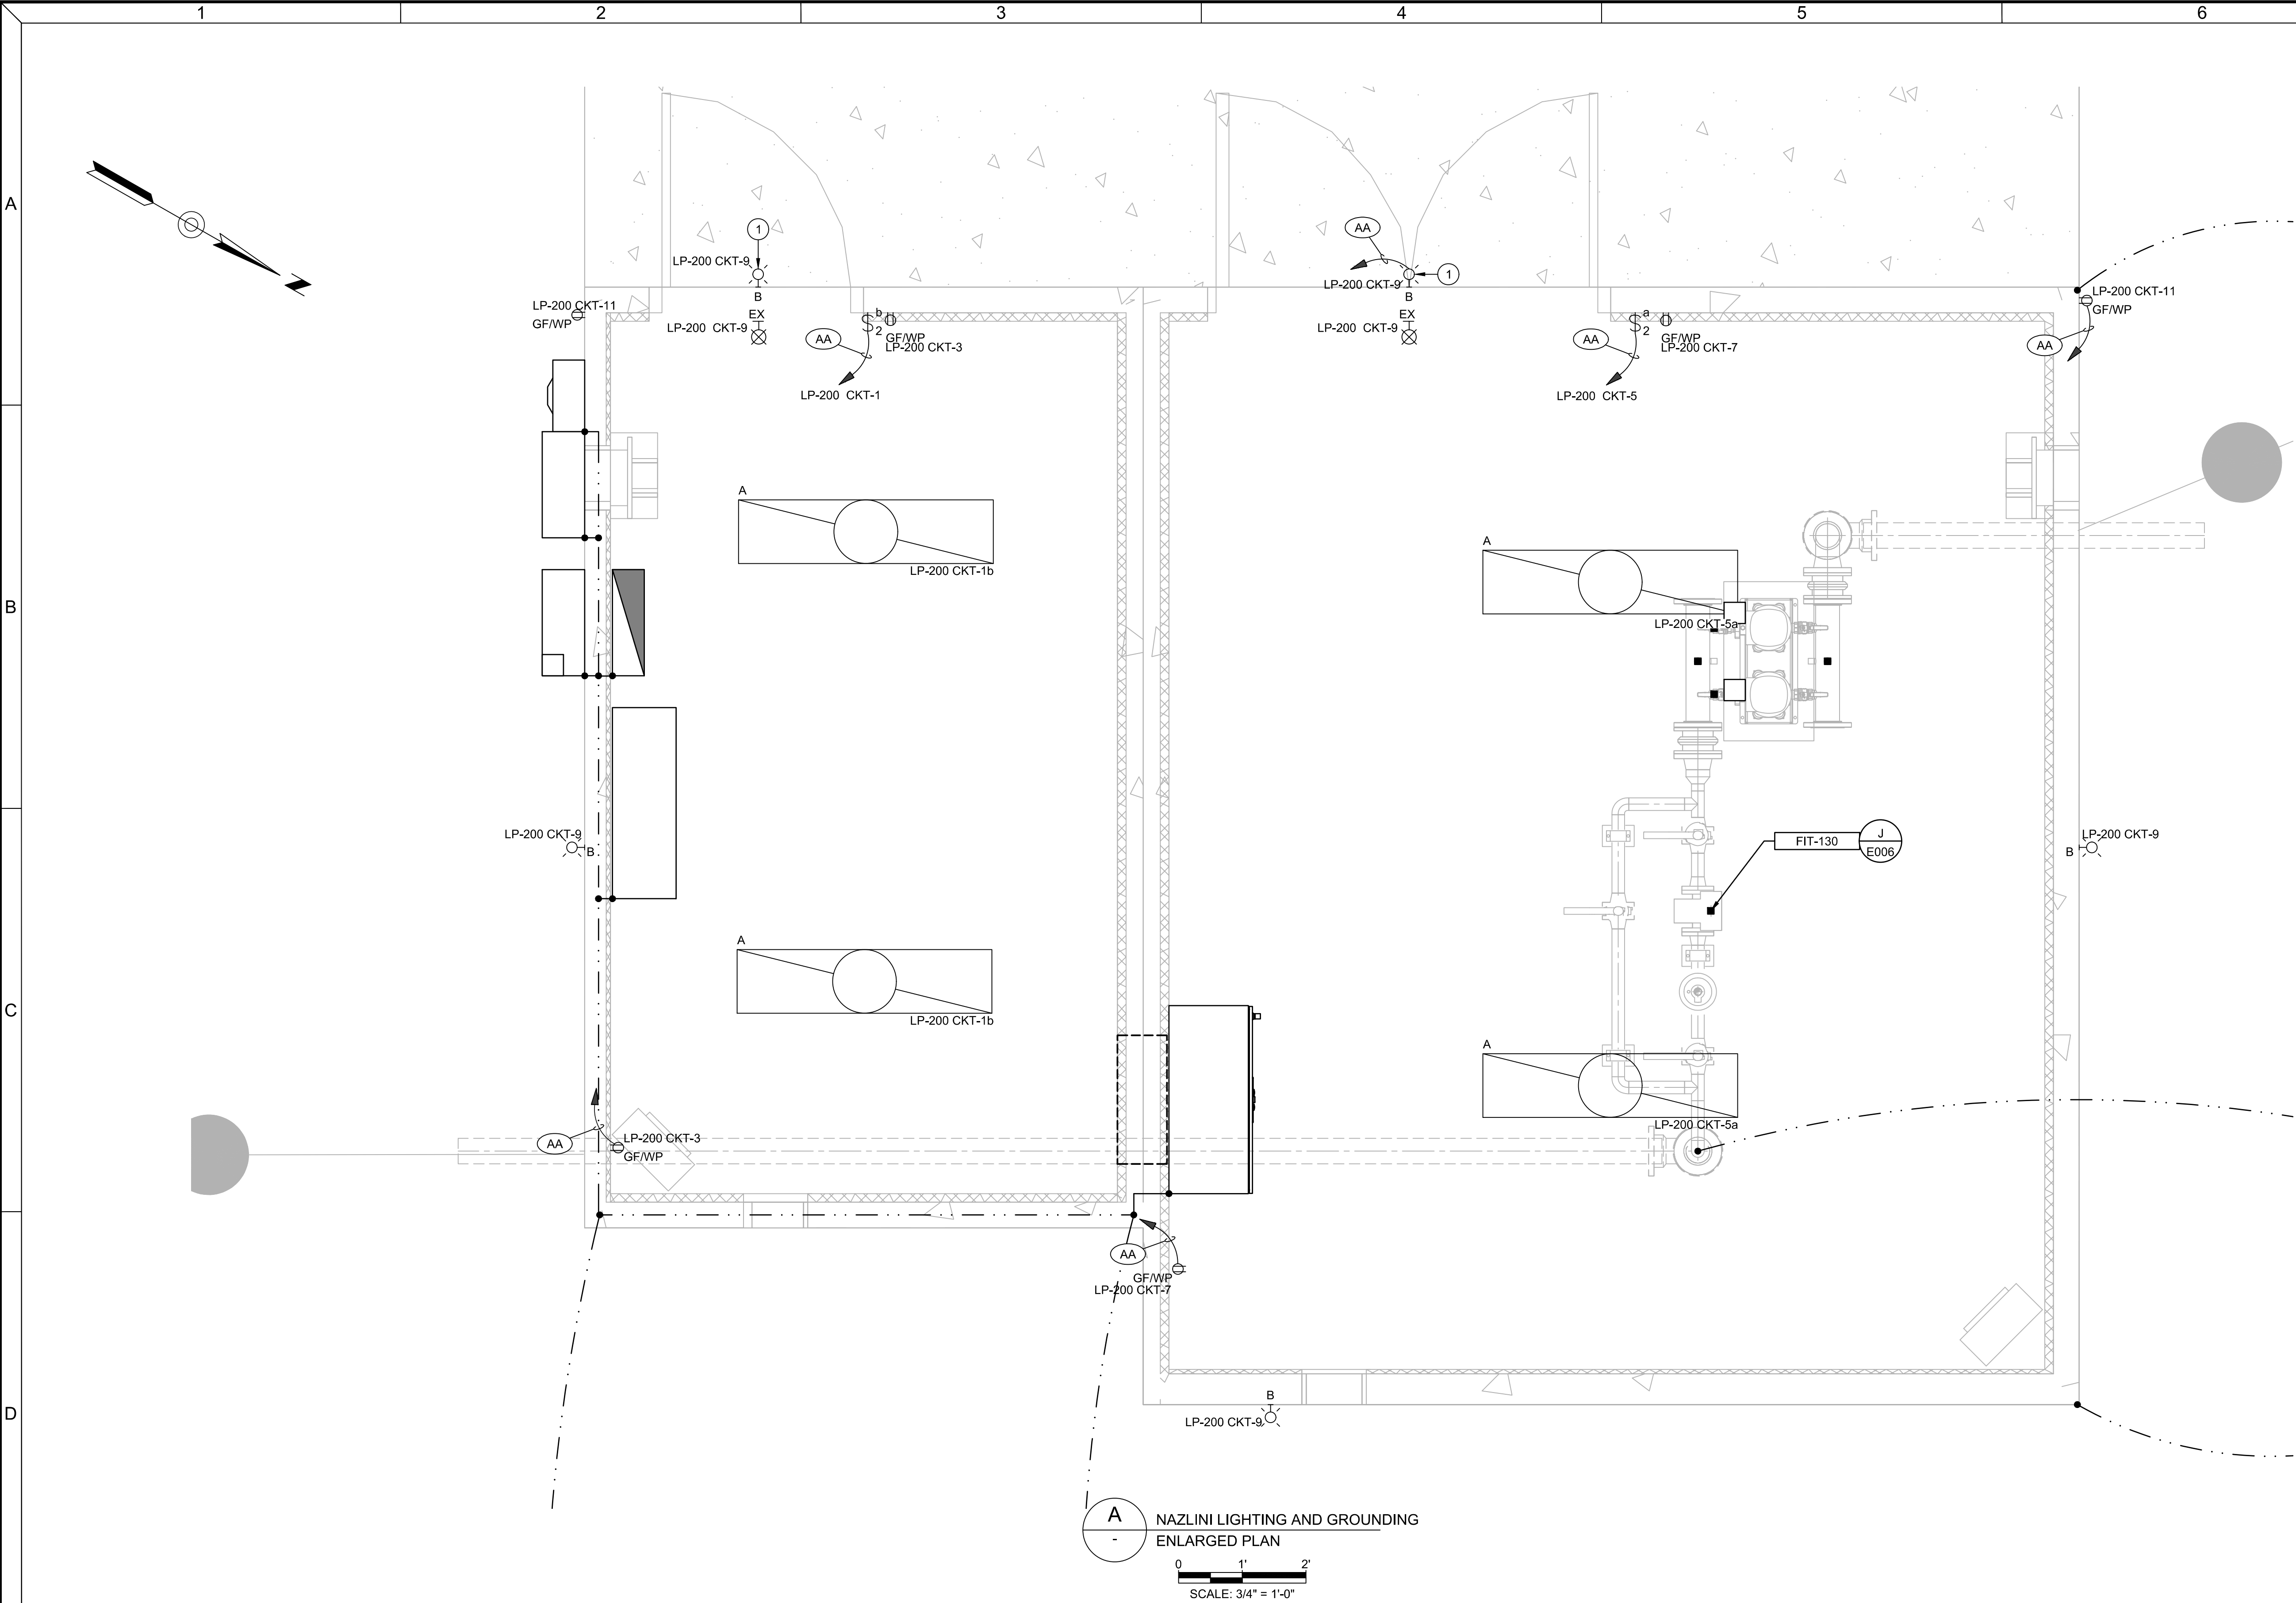 1 2 3 4 5 6
A
AA
1
LP-200 CKT-9
LP-200 CKT-9
1
B
B
LP-200 CKT-11
GF/WP
EX
LP-200 CKT-9
AA
b
2
GF/WP
LP-200 CKT-3
LP-200 CKT-1
EX
LP-200 CKT-9
AA
a
2
GF/WP
LP-200 CKT-7
LP-200 CKT-5
LP-200 CKT-11
GF/WP
AA
A
LP-200 CKT-1b
A
LP-200 CKT-5a
B
LP-200 CKT-9
B
FIT-130
J
E006
LP-200 CKT-9
B
A
LP-200 CKT-1b
C
A
LP-200 CKT-5a
AA
LP-200 CKT-3
GF/WP
AA
GF/WP
LP-200 CKT-7
B
LP-200 CKT-9
D
A
-
NAZLINI LIGHTING AND GROUNDING
ENLARGED PLAN
0 1' 2'
SCALE: 3/4" = 1'-0"
N